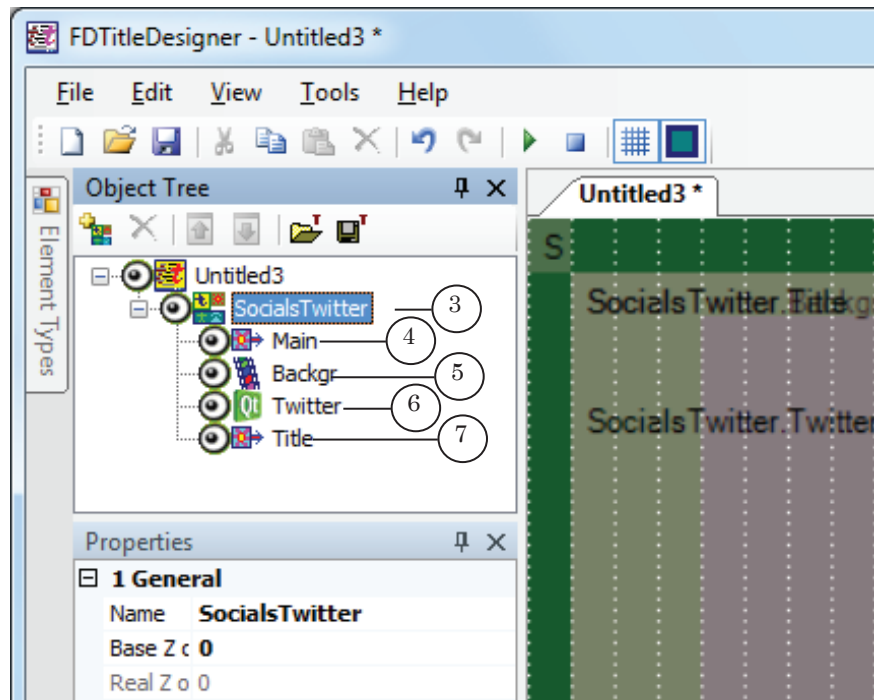 FDTitleDesigner - Untitled3 *
File Edit View Tools Help
Element Types
Object Tree
Untitled3
SocialsTwitter 3
Main 4
Backgr 5
Twitter 6
Title 7
Properties
1 General
Name SocialsTwitter
Base Z o 0
Real Z o 0
Untitled3 *
S
SocialsTwitter.Title
SocialsTwitter.Twitter